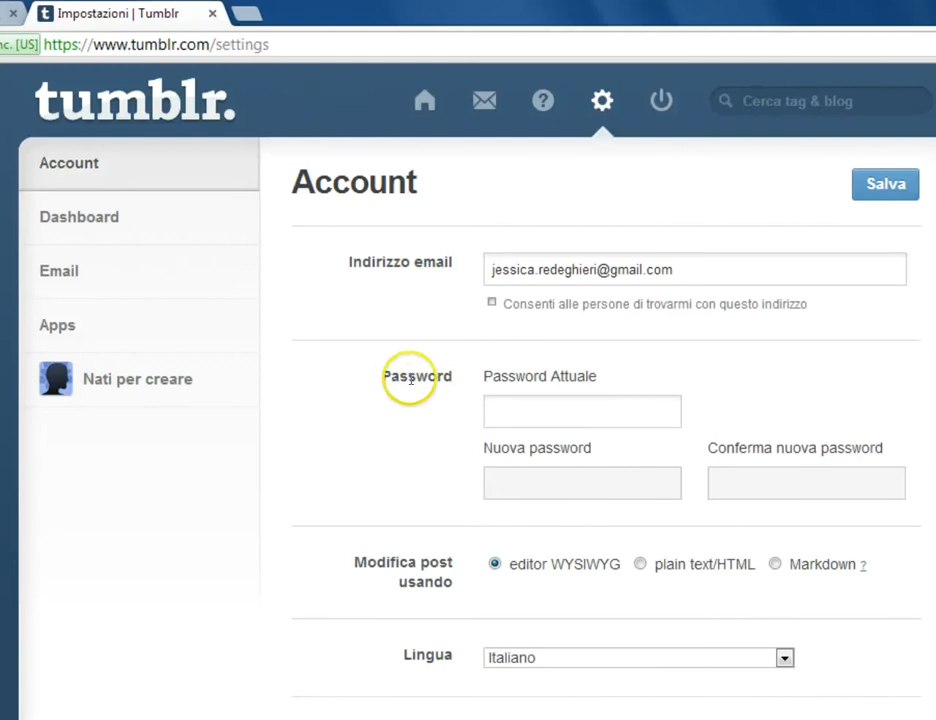 Impostazioni | Tumblr
nc. [US] https://www.tumblr.com/settings
tumblr.
Cerca tag & blog
Account
Dashboard
Email
Apps
Nati per creare
Account
Salva
Indirizzo email
jessica.redeghieri@gmail.com
Consenti alle persone di trovarmi con questo indirizzo
Password
Password Attuale
Nuova password
Conferma nuova password
Modifica post
usando
editor WYSIWYG
plain text/HTML
Markdown ?
Lingua
Italiano